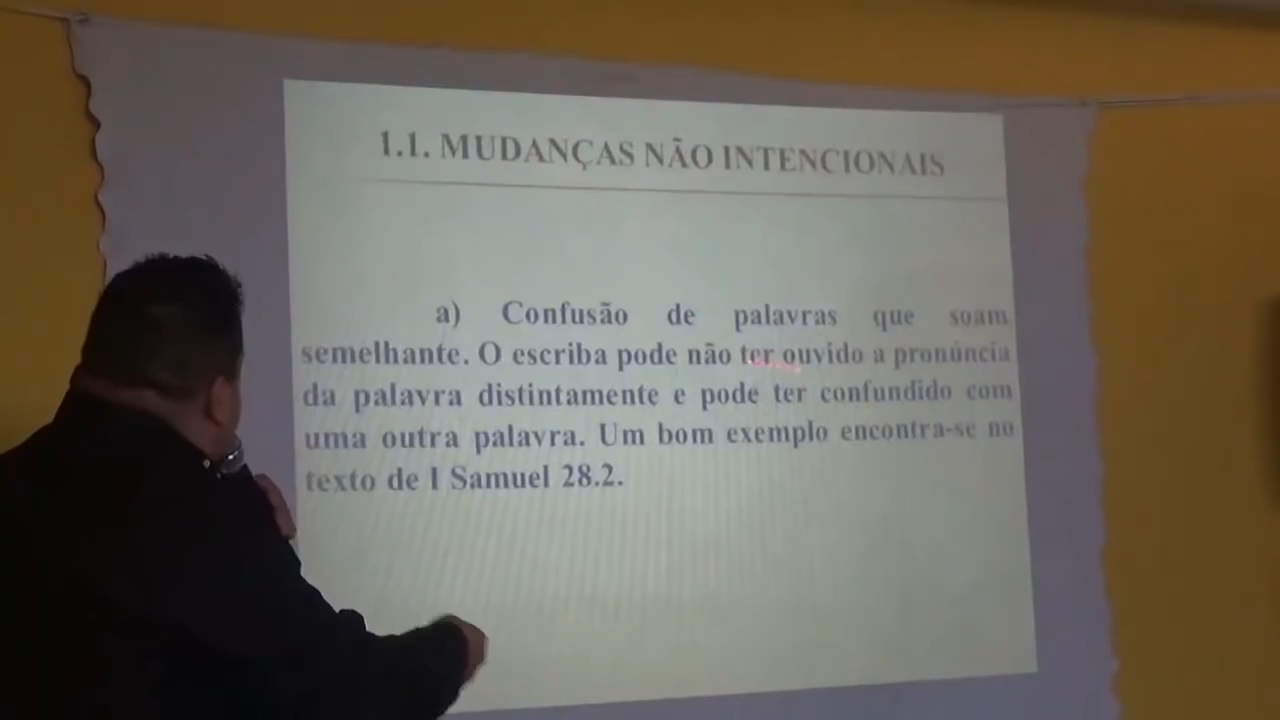 1.1. MUDANÇAS NÃO INTENCIONAIS
a) Confusão de palavras que soam
semelhante. O escriba pode não ter ouvido a pronúncia
da palavra distintamente e pode ter confundido com
uma outra palavra. Um bom exemplo encontra-se no
texto de I Samuel 28.2.